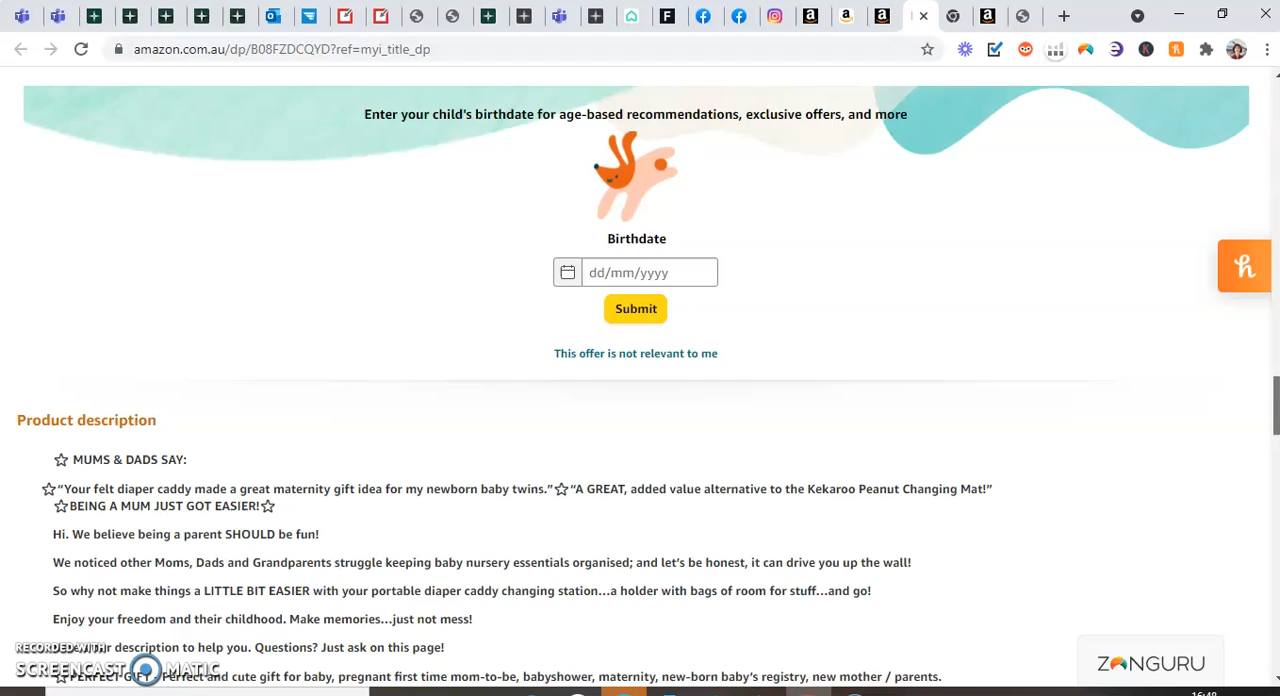 amazon.com.au/dp/B08FZDCQYD?ref=myi_title_dp
Enter your child's birthdate for age-based recommendations, exclusive offers, and more
Birthdate
dd/mm/yyyy
Submit
This offer is not relevant to me
Product description
☆ MUMS & DADS SAY:
☆“Your felt diaper caddy made a great maternity gift idea for my newborn baby twins.”☆“A GREAT, added value alternative to the Kekaroo Peanut Changing Mat!”
☆BEING A MUM JUST GOT EASIER!☆
Hi. We believe being a parent SHOULD be fun!
We noticed other Moms, Dads and Grandparents struggle keeping baby nursery essentials organised; and let’s be honest, it can drive you up the wall!
So why not make things a LITTLE BIT EASIER with your portable diaper caddy changing station…a holder with bags of room for stuff…and go!
Enjoy your freedom and their childhood. Make memories…just not mess!
description to help you. Questions? Just ask on this page!
RECORDED WITH
SCREENCAST MATIC
☆PERFECT GIFT - Perfect and cute gift for baby, pregnant first time mom-to-be, babyshower, maternity, new-born baby’s registry, new mother / parents.
ZONGURU
16:48